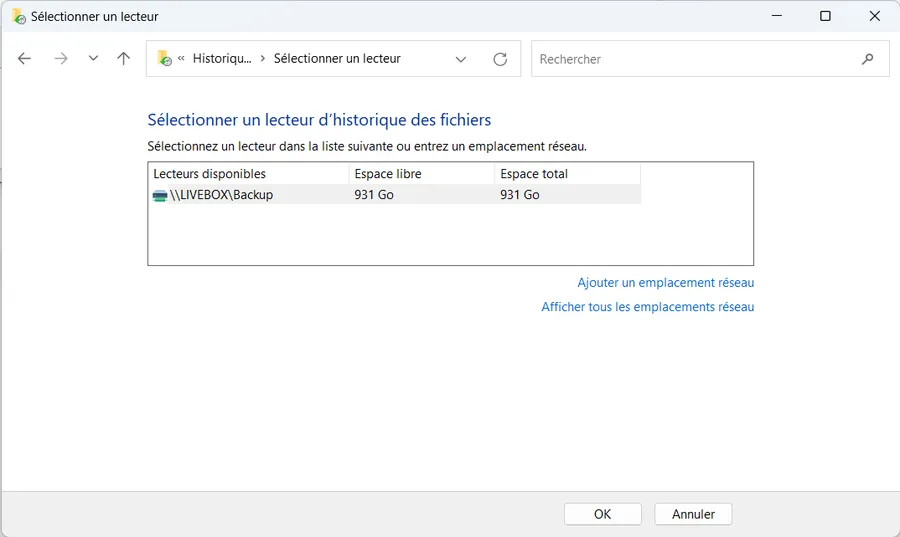 Sélectionner un lecteur
« Historiqu... > Sélectionner un lecteur
Rechercher
Sélectionner un lecteur d’historique des fichiers
Sélectionnez un lecteur dans la liste suivante ou entrez un emplacement réseau.
Lecteurs disponibles Espace libre Espace total
\\LIVEBOX\Backup 931 Go 931 Go
Ajouter un emplacement réseau
Afficher tous les emplacements réseau
OK Annuler